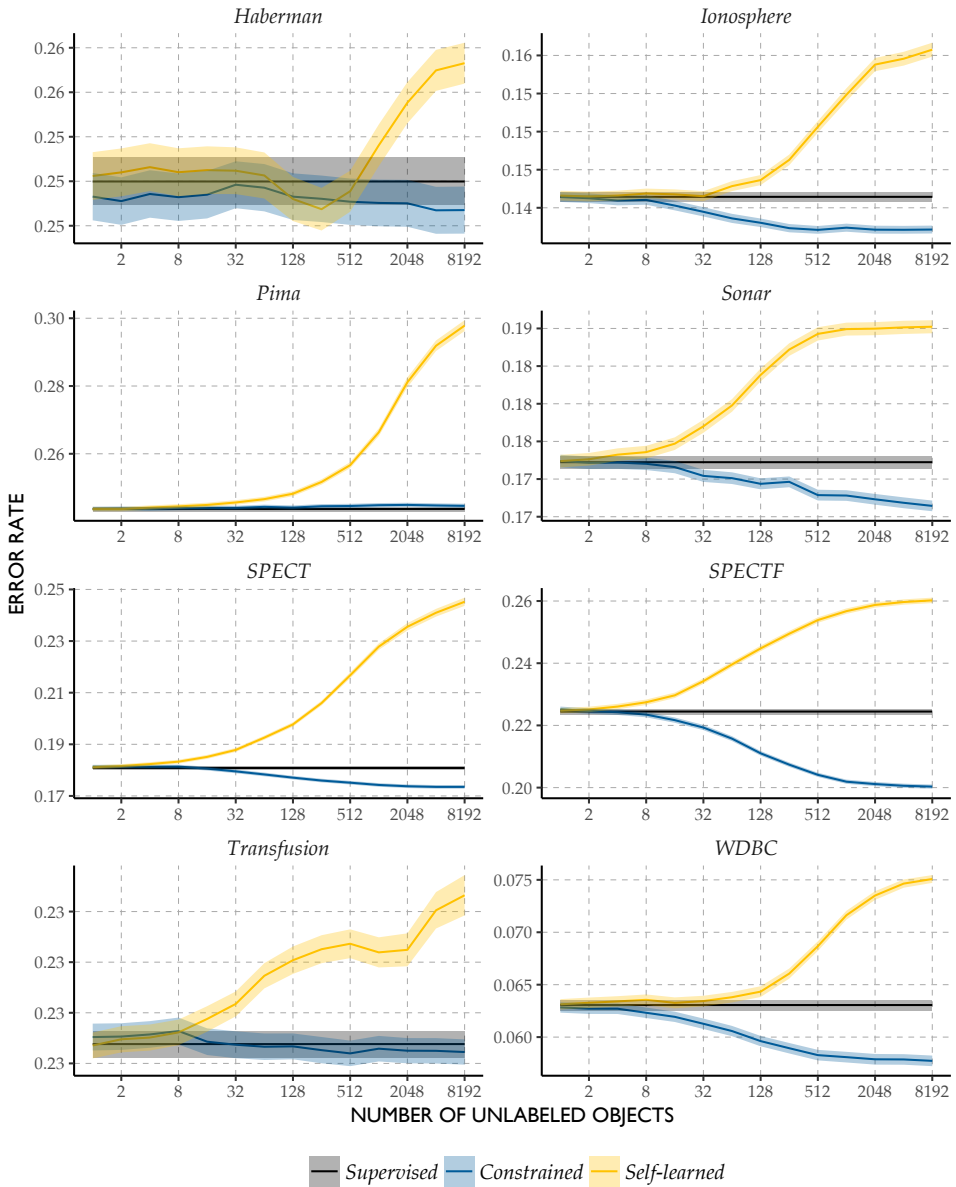 Haberman
Ionosphere
0.26
0.26
0.25
0.25
0.25
2 8 32 128 512 2048 8192
0.16
0.15
0.15
0.15
0.14
2 8 32 128 512 2048 8192
Pima
Sonar
0.30
0.28
0.26
2 8 32 128 512 2048 8192
0.19
0.18
0.18
0.18
0.17
0.17
2 8 32 128 512 2048 8192
ERROR RATE
SPECT
SPECTF
0.25
0.23
0.21
0.19
0.18
0.17
2 8 32 128 512 2048 8192
0.26
0.24
0.22
0.20
2 8 32 128 512 2048 8192
Transfusion
WDBC
0.23
0.23
0.23
0.23
2 8 32 128 512 2048 8192
0.075
0.070
0.065
0.060
2 8 32 128 512 2048 8192
NUMBER OF UNLABELED OBJECTS
Supervised Constrained Self-learned